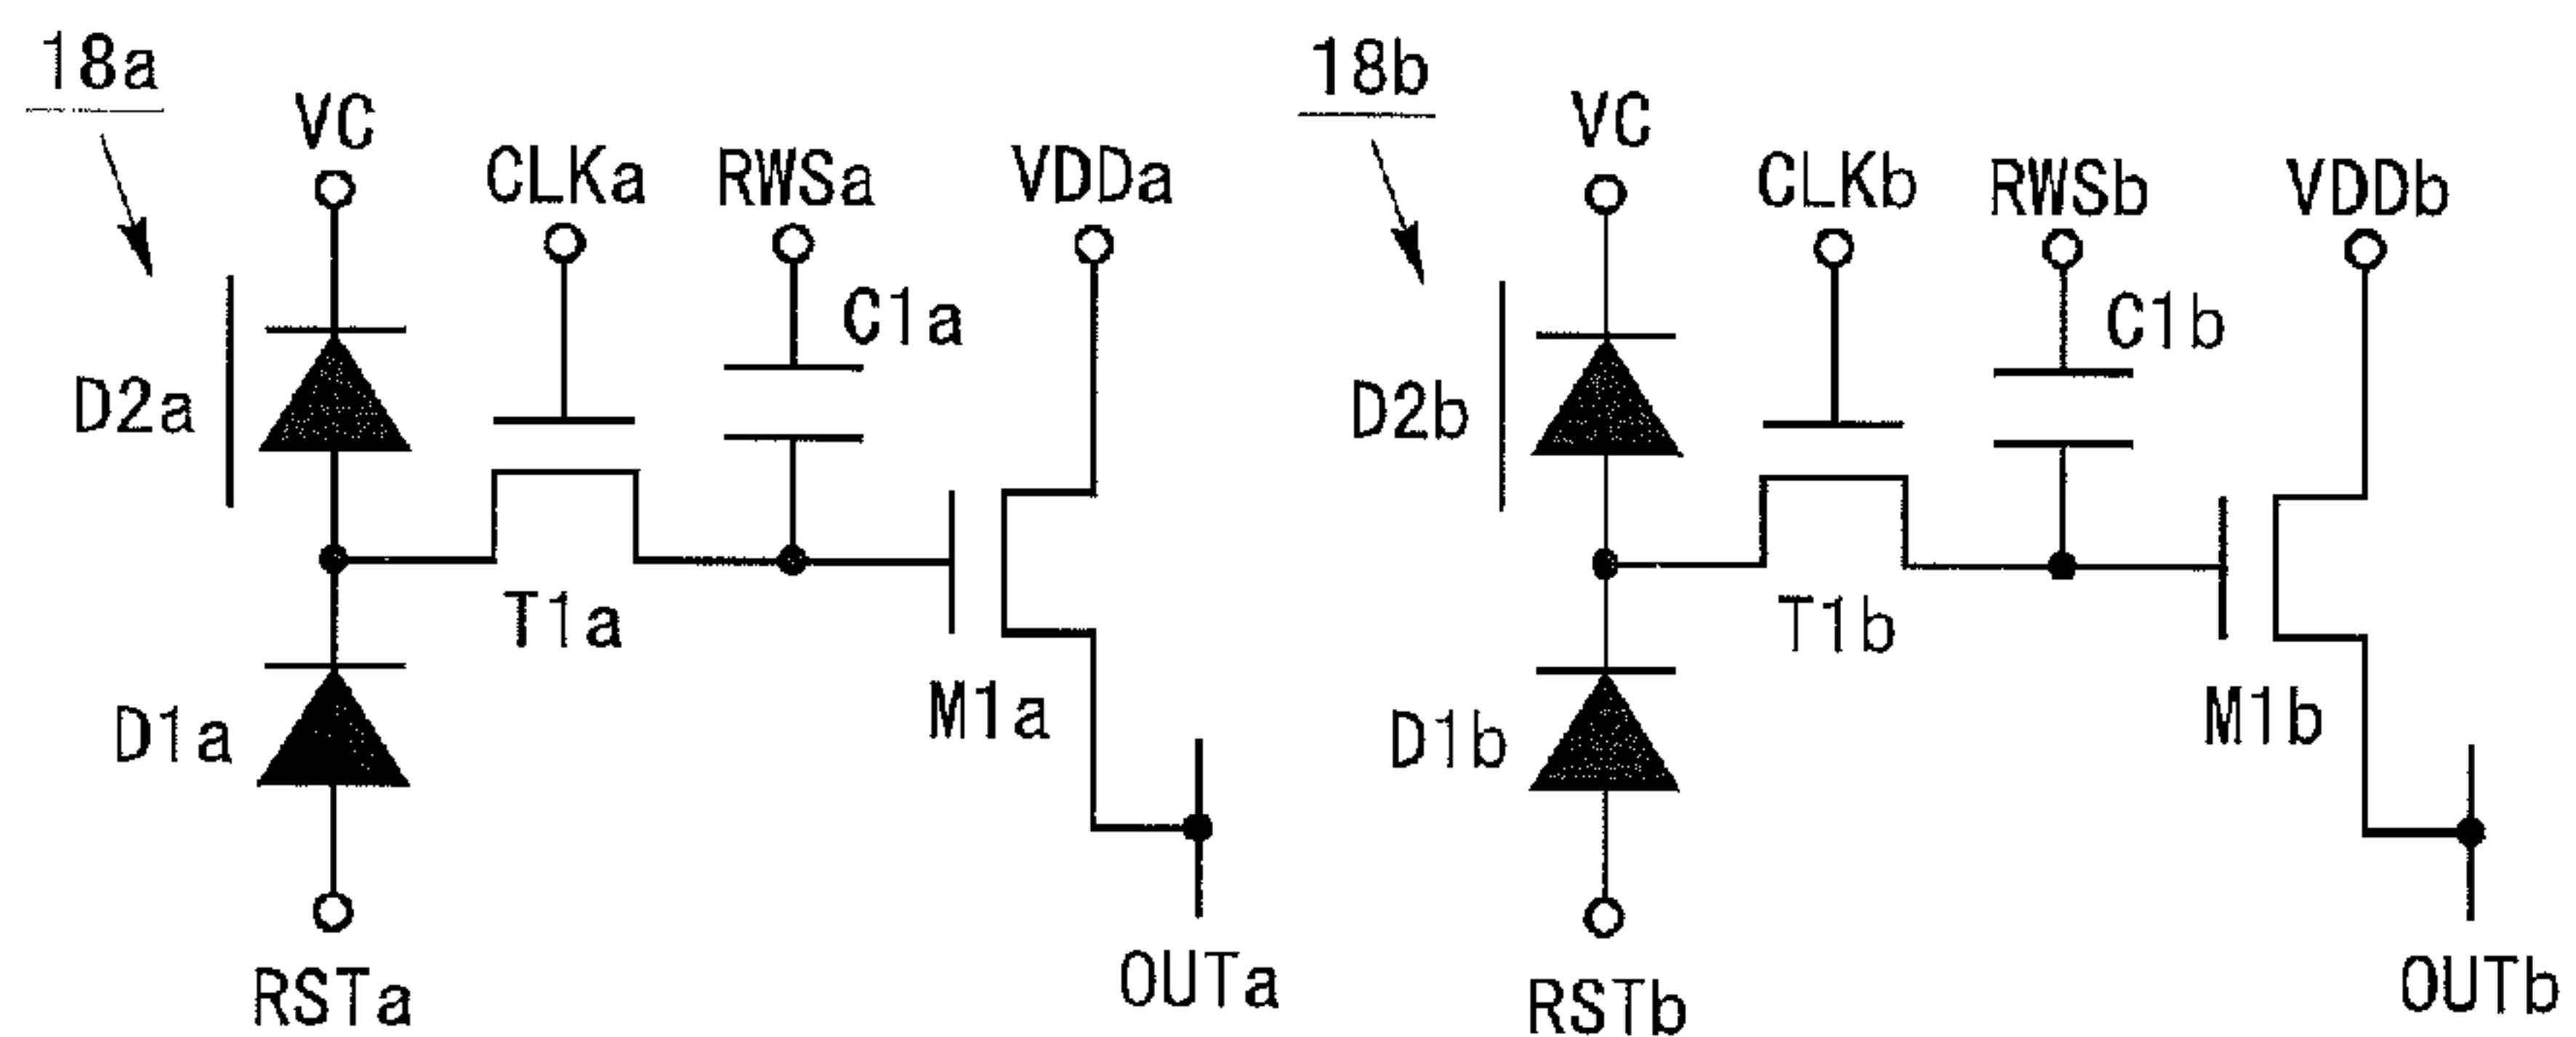 18a
VC
CLKa
RWSa
VDDa
C1a
D2a
T1a
D1a
M1a
RSTa
OUTa
18b
VC
CLKb
RWSb
VDDb
C1b
D2b
T1b
D1b
M1b
RSTb
OUTb